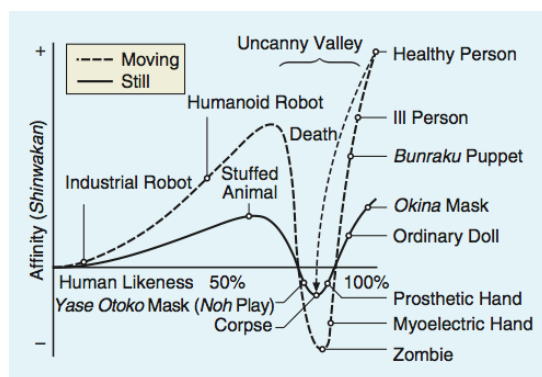 +
Uncanny Valley
Moving
Still
Healthy Person
Humanoid Robot
Ill Person
Death
Bunraku Puppet
Industrial Robot
Stuffed
Animal
Affinity (Shinwakan)
Okina Mask
Ordinary Doll
Human Likeness 50% 100%
Yase Otoko Mask (Noh Play)
Prosthetic Hand
Corpse
Myoelectric Hand
–
Zombie